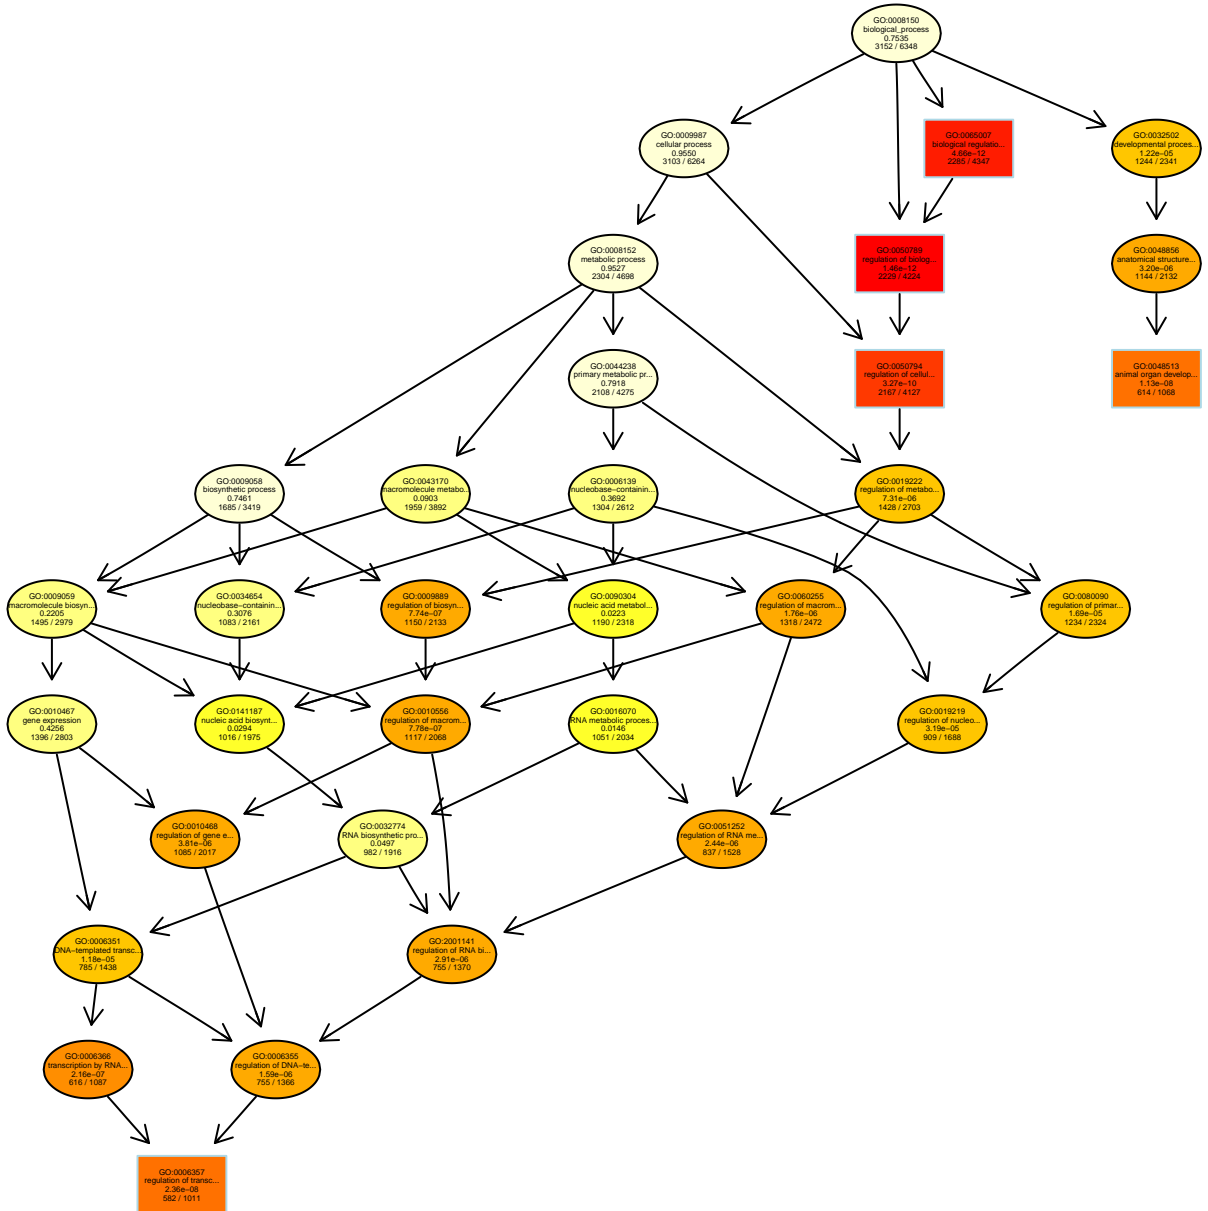 GO:0008150
biological_process
0.7535
3152 / 6348
GO:0009987
cellular process
0.9550
3103 / 6264
GO:0065007
biological regulatio...
4.66e−12
2285 / 4347
GO:0032502
developmental proces...
1.22e−05
1244 / 2341
GO:0008152
metabolic process
0.9527
2304 / 4698
GO:0050789
regulation of biolog...
1.46e−12
2229 / 4224
GO:0048856
anatomical structure...
3.20e−06
1144 / 2132
GO:0044238
primary metabolic pr...
0.7918
2108 / 4275
GO:0050794
regulation of cellul...
3.27e−10
2167 / 4127
GO:0048513
animal organ develop...
1.13e−08
614 / 1068
GO:0009058
biosynthetic process
0.7461
1685 / 3419
GO:0043170
macromolecule metabo...
0.0903
1959 / 3892
GO:0006139
nucleobase−containin...
0.3692
1304 / 2612
GO:0019222
regulation of metabo...
7.31e−06
1428 / 2703
GO:0009059
macromolecule biosyn...
0.2205
1495 / 2979
GO:0034654
nucleobase−containin...
0.3076
1083 / 2161
GO:0009889
regulation of biosyn...
7.74e−07
1150 / 2133
GO:0090304
nucleic acid metabol...
0.0223
1190 / 2318
GO:0060255
regulation of macrom...
1.76e−06
1318 / 2472
GO:0080090
regulation of primar...
1.69e−05
1234 / 2324
GO:0010467
gene expression
0.4256
1396 / 2803
GO:0141187
nucleic acid biosynt...
0.0294
1016 / 1975
GO:0010556
regulation of macrom...
7.78e−07
1117 / 2068
GO:0016070
RNA metabolic proces...
0.0146
1051 / 2034
GO:0019219
regulation of nucleo...
3.19e−05
909 / 1688
GO:0010468
regulation of gene e...
3.81e−06
1085 / 2017
GO:0032774
RNA biosynthetic pro...
0.0497
982 / 1916
GO:0051252
regulation of RNA me...
2.44e−06
837 / 1528
GO:0006351
DNA−templated transc...
1.18e−05
785 / 1438
GO:2001141
regulation of RNA bi...
2.91e−06
755 / 1370
GO:0006366
transcription by RNA...
2.16e−07
616 / 1087
GO:0006355
regulation of DNA−te...
1.59e−06
755 / 1366
GO:0006357
regulation of transc...
2.36e−08
582 / 1011